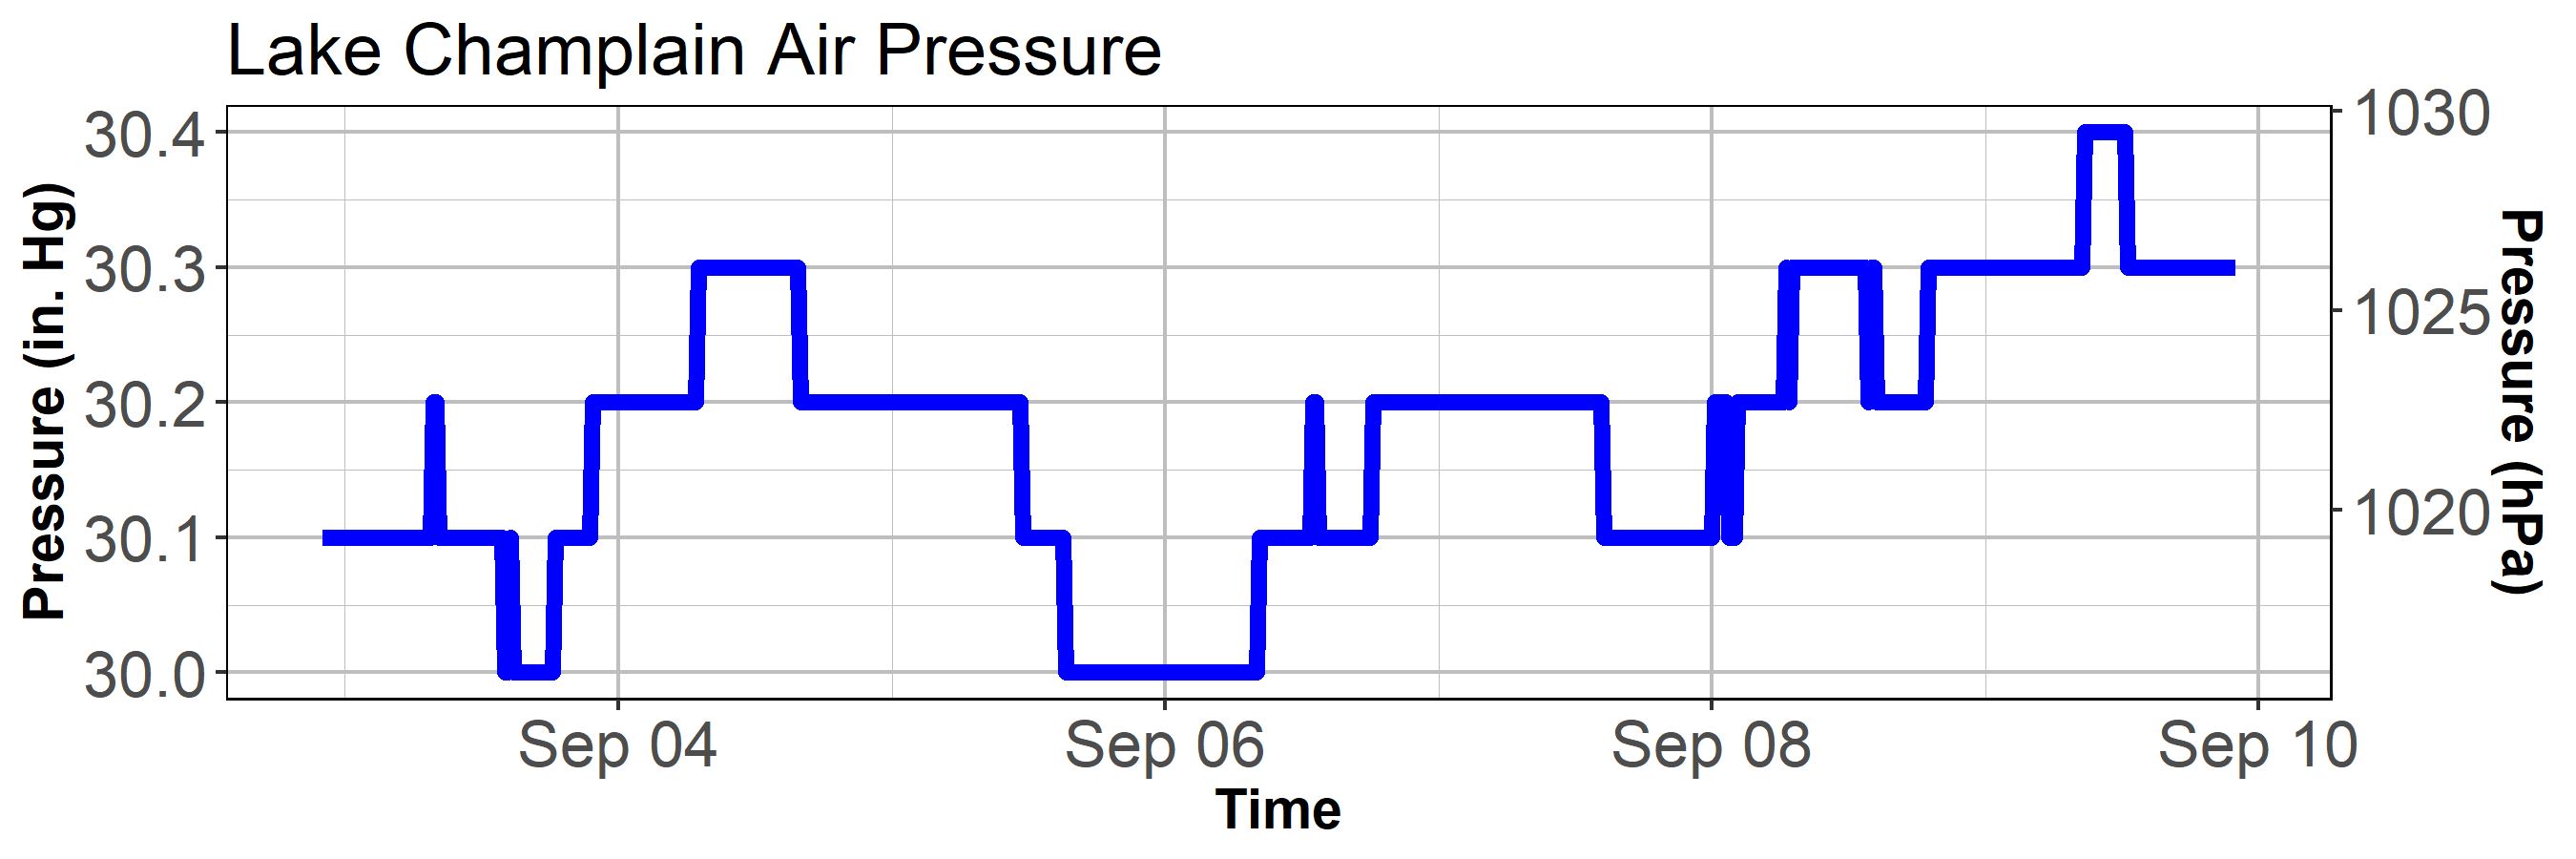 Lake Champlain Air Pressure
Pressure (in. Hg)
30.4
30.3
30.2
30.1
30.0
1030
1025
1020
Pressure (hPa)
Sep 04
Sep 06
Sep 08
Sep 10
Time